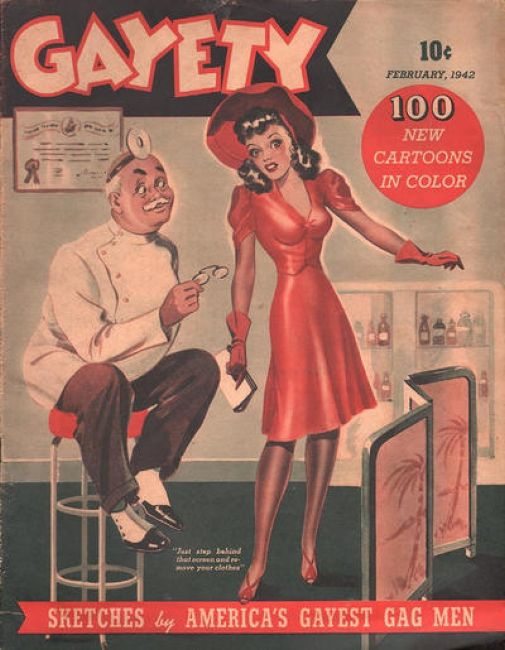 GAYETY
10¢
FEBRUARY, 1942
100
NEW
CARTOONS
IN COLOR
"Just step behind
that screen and re-
move your clothes"
SKETCHES by AMERICA'S GAYEST GAG MEN